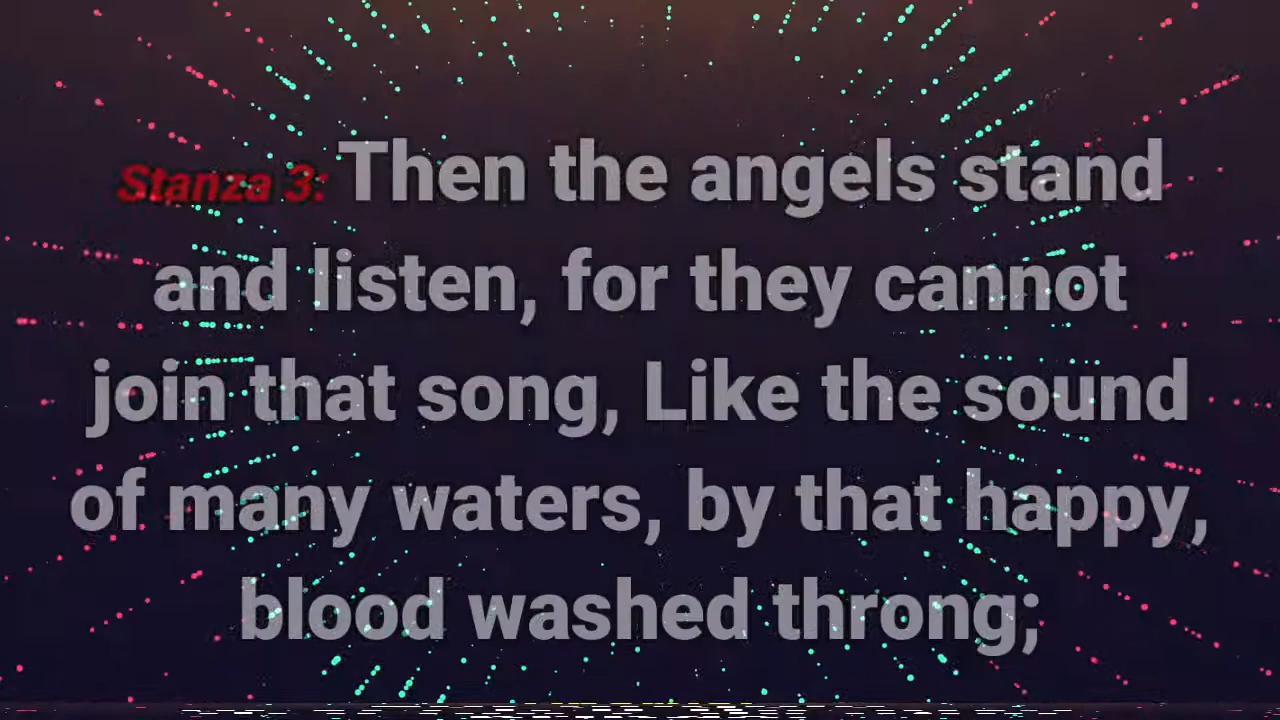 Stanza 3: Then the angels stand
and listen, for they cannot
join that song, Like the sound
of many waters, by that happy,
blood washed throng;